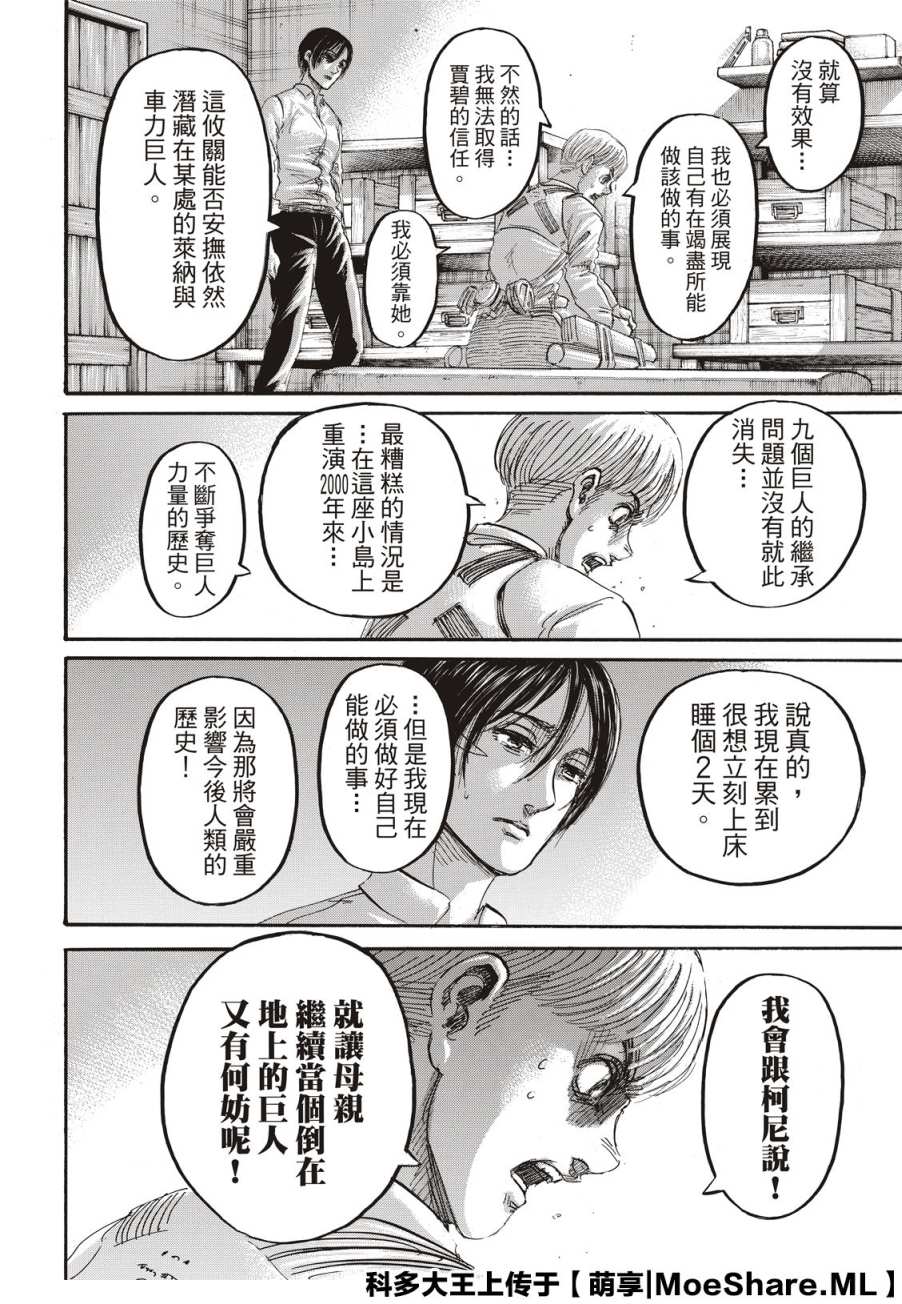 就算
沒有效果…
我也必須展現
自己有在竭盡所能
做該做的事。
不然的話…
我無法取得
賈碧的信任
。
我必須靠她。
這攸關能否安撫依然
潛藏在某處的萊納與
車力巨人。
九個巨人的繼承
問題並沒有就此
消失…
最糟糕的情況是
…在這座小島上
重演2000年來…
不斷爭奪巨人
力量的歷史。
說真的，
我現在累到
很想立刻上床
睡個2天。
…但是我現在
必須做好自己
能做的事…
因為那將會嚴重
影響今後人類的
歷史！
我會跟柯尼說！
就讓母親
繼續當個倒在
地上的巨人
又有何妨呢！
科多大王上传于【萌享|MoeShare.ML】